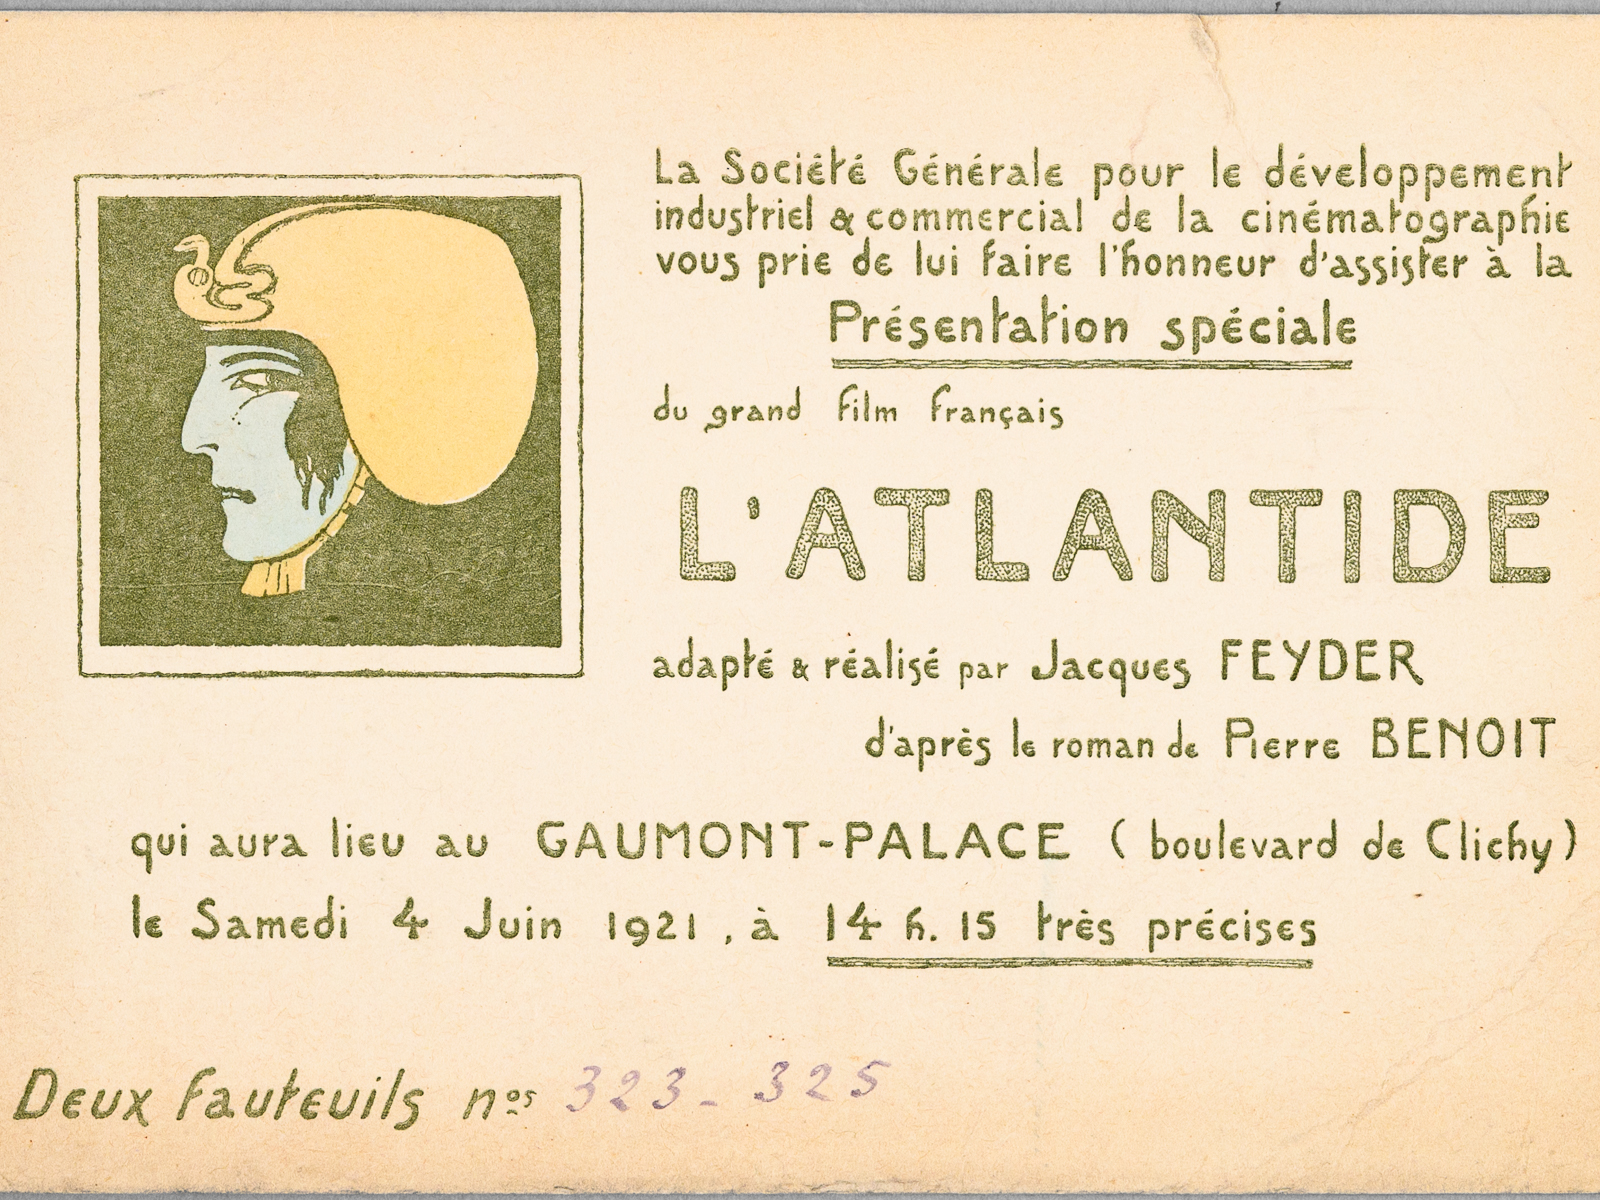 La Société Générale pour le développement
industriel & commercial de la cinématographie
vous prie de lui faire l'honneur d'assister à la
Présentation spéciale
du grand film français
L'ATLANTIDE
adapté & réalisé par Jacques FEYDER
d'après le roman de Pierre BENOIT
qui aura lieu au GAUMONT-PALACE ( boulevard de Clichy )
le Samedi 4 Juin 1921, à 14 h. 15 très précises
Deux fauteuils nos 323 - 325